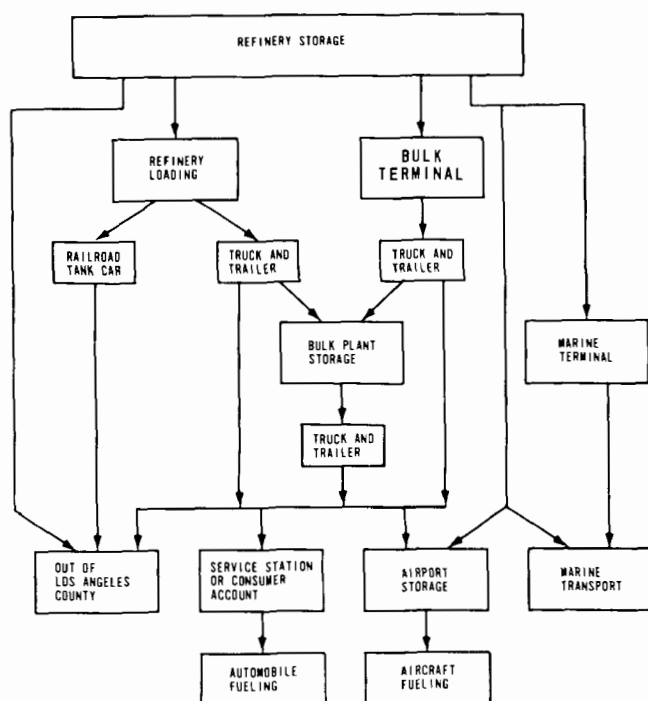 REFINERY STORAGE
REFINERY
LOADING
BULK
TERMINAL
RAILROAD
TANK CAR
TRUCK AND
TRAILER
TRUCK AND
TRAILER
BULK PLANT
STORAGE
MARINE
TERMINAL
TRUCK AND
TRAILER
OUT OF
LOS ANGELES
COUNTY
SERVICE STATION
OR CONSUMER
ACCOUNT
AIRPORT
STORAGE
MARINE
TRANSPORT
AUTOMOBILE
FUELING
AIRCRAFT
FUELING